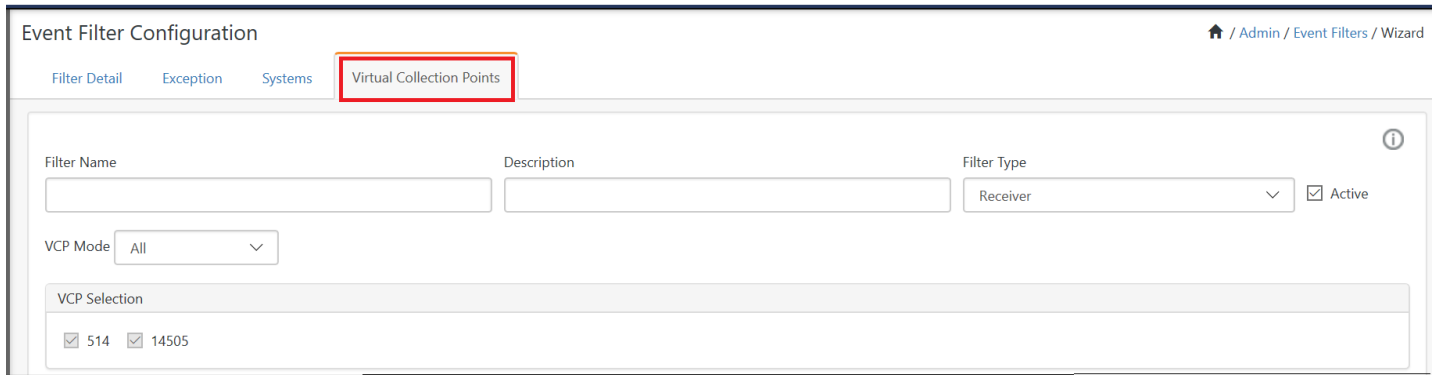 Event Filter Configuration
/ Admin / Event Filters / Wizard
Filter Detail Exception Systems Virtual Collection Points
Filter Name Description Filter Type
Receiver Active
VCP Mode All
VCP Selection
514 14505